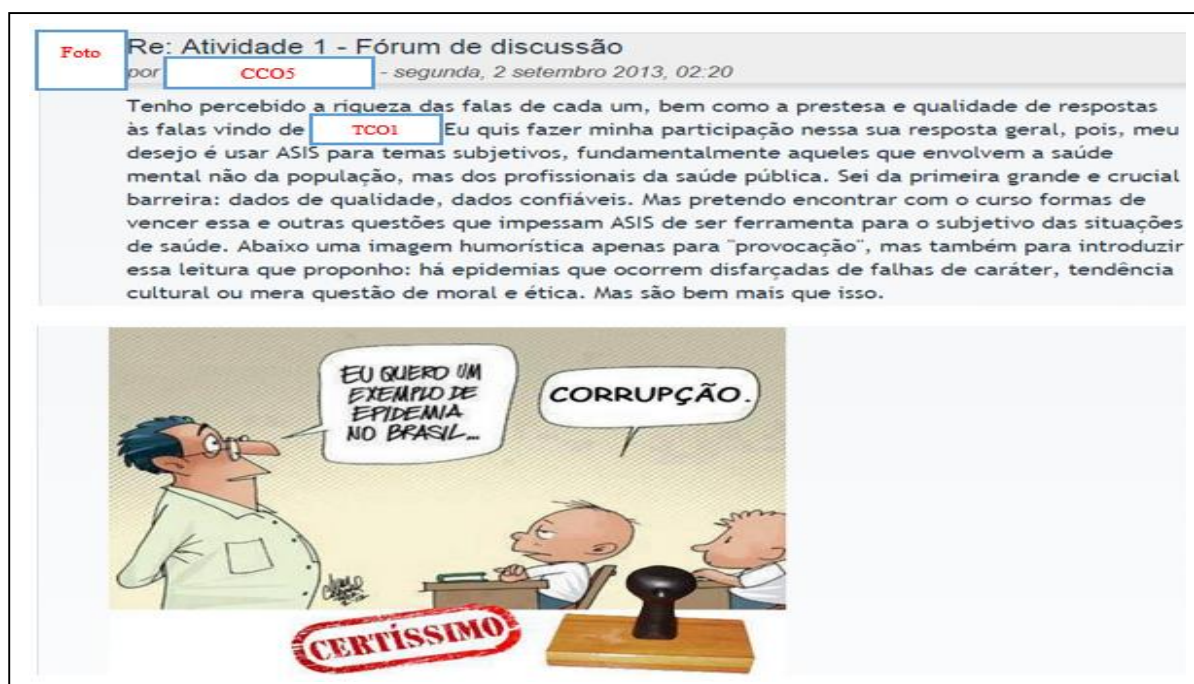 Foto
Re: Atividade 1 - Fórum de discussão
por CCO5 - segunda, 2 setembro 2013, 02:20
Tenho percebido a riqueza das falas de cada um, bem como a prestesa e qualidade de respostas
às falas vindo de TCO1 Eu quis fazer minha participação nessa sua resposta geral, pois, meu
desejo é usar ASIS para temas subjetivos, fundamentalmente aqueles que envolvem a saúde
mental não da população, mas dos profissionais da saúde pública. Sei da primeira grande e crucial
barreira: dados de qualidade, dados confiáveis. Mas pretendo encontrar com o curso formas de
vencer essa e outras questões que impessam ASIS de ser ferramenta para o subjetivo das situações
de saúde. Abaixo uma imagem humorística apenas para "provocação", mas também para introduzir
essa leitura que proponho: há epidemias que ocorrem disfarçadas de falhas de caráter, tendência
cultural ou mera questão de moral e ética. Mas são bem mais que isso.
EU QUERO UM
EXEMPLO DE
EPIDEMIA
NO BRASIL...
CORRUPÇÃO.
CERTÍSSIMO